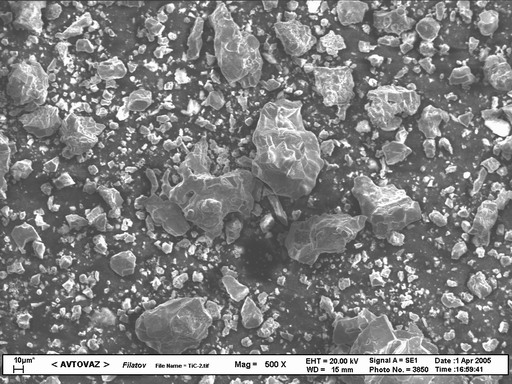 10µm*
< AVTOVAZ > Filatov File Name = TiC-2.tif Mag = 500 X
EHT = 20.00 kV Signal A = SE1 Date :1 Apr 2005
WD = 15 mm Photo No. = 3850 Time :16:59:41